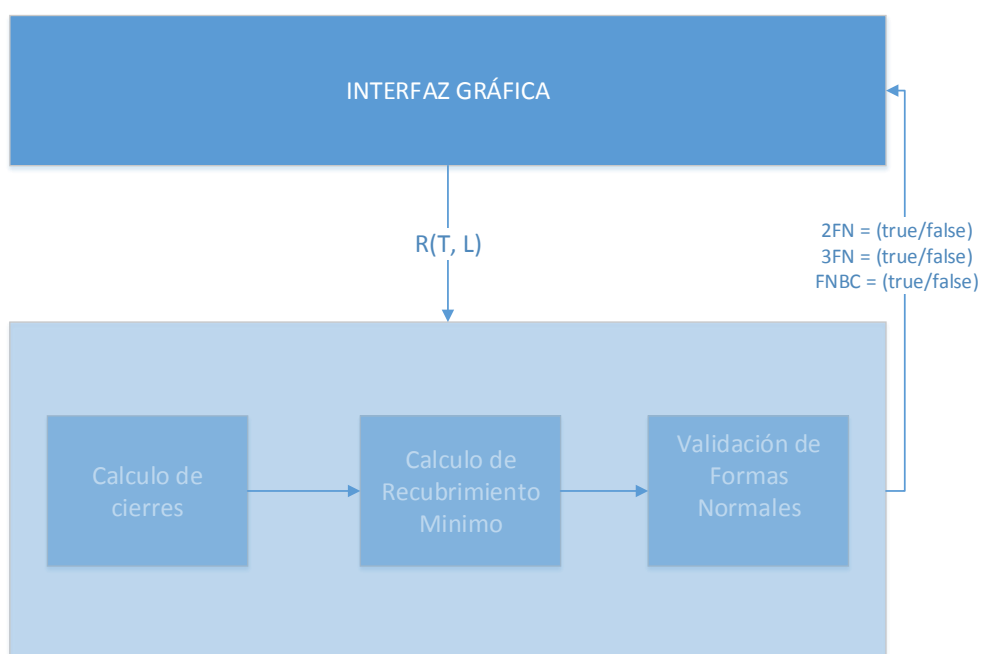 INTERFAZ GRÁFICA
R(T, L)
2FN = (true/false)
3FN = (true/false)
FNBC = (true/false)
Calculo de
cierres
Calculo de
Recubrimiento
Minimo
Validación de
Formas
Normales